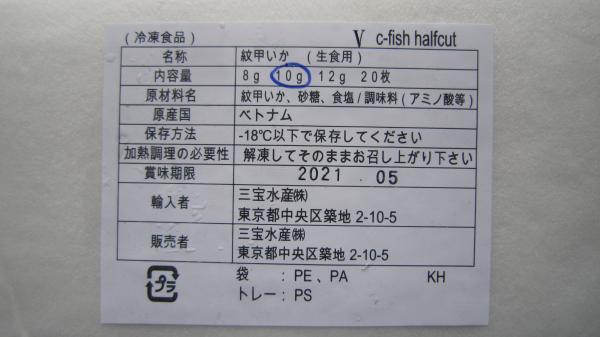 (冷凍食品) V c-fish halfcut
名称 紋甲いか (生食用)
内容量 8g 10g 12g 20枚
原材料名 紋甲いか、砂糖、食塩/調味料(アミノ酸等)
原産国 ベトナム
保存方法 -18℃以下で保存してください
加熱調理の必要性 解凍してそのままお召し上がり下さい
賞味期限 2021.05
輸入者 三宝水産㈱
東京都中央区築地 2-10-5
販売者 三宝水産㈱
東京都中央区築地 2-10-5
プラ 袋 : PE、PA KH
トレー : PS